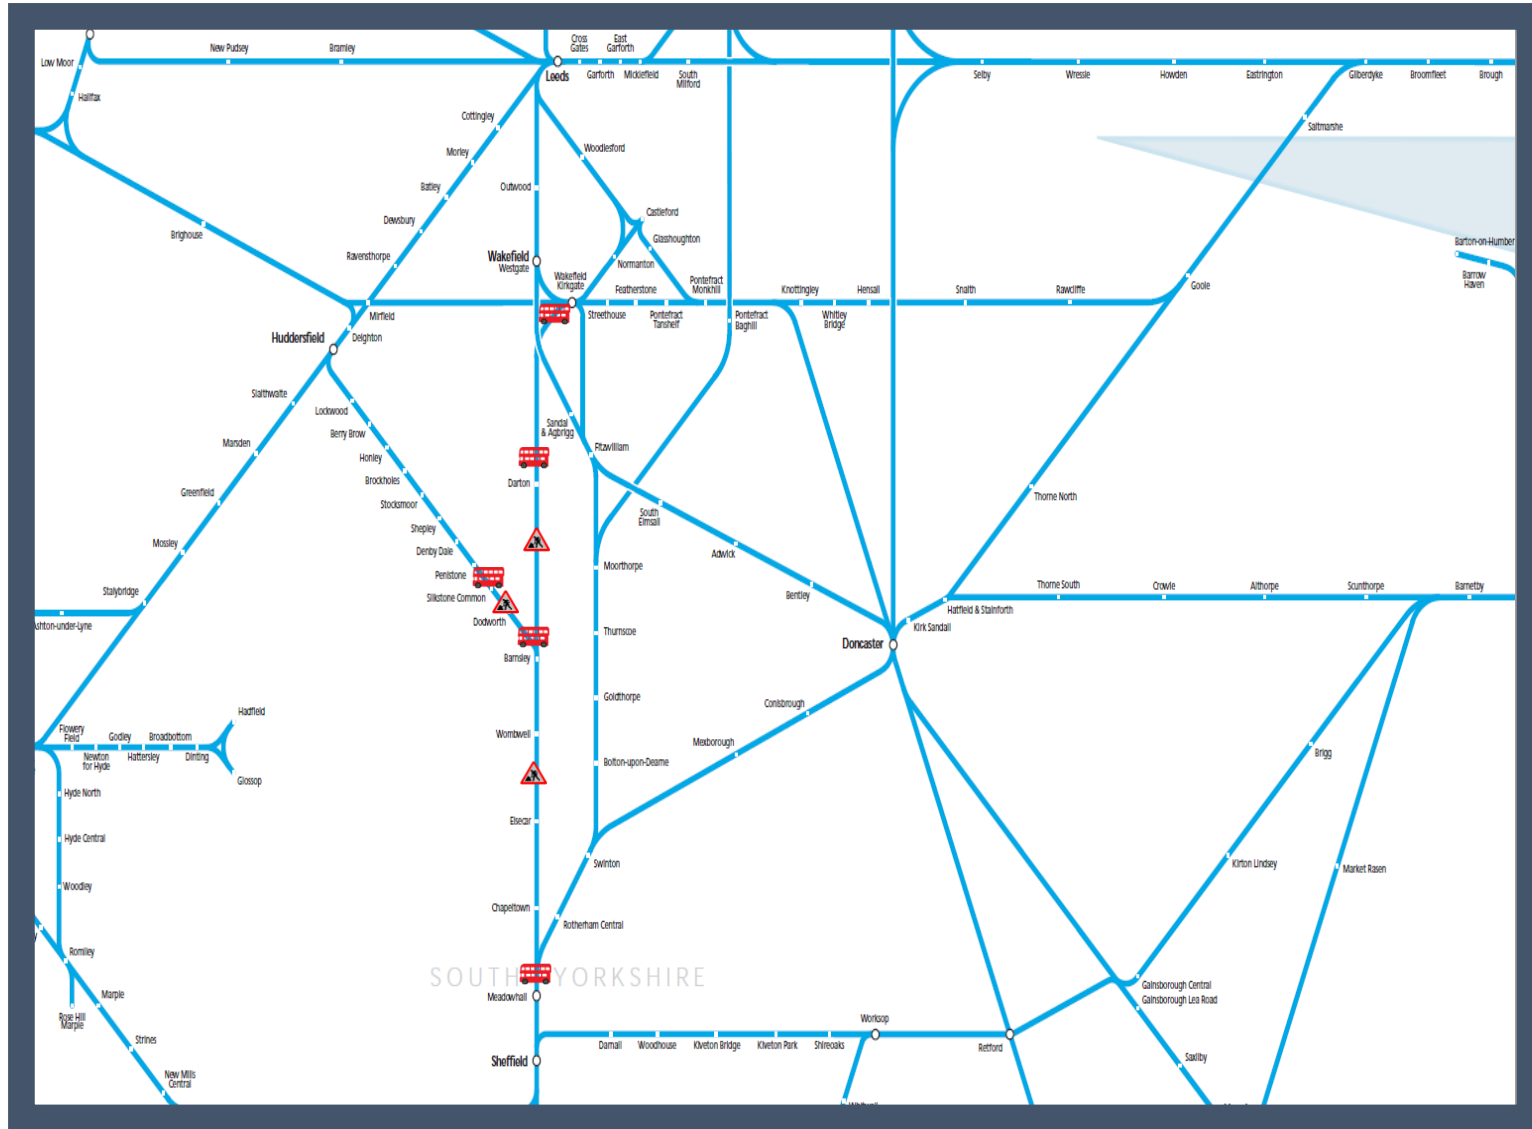 Cross
Gates
East
Garforth
New Pudsey
Bramley
Low Moor
Leeds
Garforth
Micklefield
South
Milford
Selby
Wressle
Howden
Eastrington
Gilberdyke
Broomfleet
Brough
Halifax
Cottingley
Saltmarshe
Morley
Woodlesford
Batley
Outwood
Dewsbury
Castleford
Brighouse
Glasshoughton
Barton-on-Humber
Ravensthorpe
Wakefield
Westgate
Normanton
Wakefield
Kirkgate
Barrow
Haven
Goole
Featherstone
Pontefract
Monkhill
Knottingley
Hensall
Snaith
Rawcliffe
Mirfield
Streethouse
Pontefract
Tanshelf
Pontefract
Baghill
Whitley
Bridge
Huddersfield
Deighton
Slaithwaite
Lockwood
Berry Brow
Sandal
& Agbrigg
Marsden
Honley
Fitzwilliam
Brockholes
Darton
Greenfield
Stocksmoor
South
Elmsall
Thorne North
Shepley
Mossley
Denby Dale
Adwick
Penistone
Moorthorpe
Stalybridge
Silkstone Common
Bentley
Thorne South
Crowle
Althorpe
Scunthorpe
Barnetby
Hatfield & Stainforth
Ashton-under-Lyne
Dodworth
Thurnscoe
Kirk Sandall
Doncaster
Barnsley
Goldthorpe
Conisbrough
Hadfield
Flowery
Field
Godley
Broadbottom
Wombwell
Mexborough
Newton
for Hyde
Hattersley
Dinting
Bolton-upon-Dearne
Brigg
Glossop
Hyde North
Elsecar
Hyde Central
Swinton
Kirton Lindsey
Market Rasen
Woodley
Chapeltown
Rotherham Central
Romiley
SOUTH YORKSHIRE
Meadowhall
Gainsborough Central
Gainsborough Lea Road
Marple
Rose Hill
Marple
Worksop
Strines
Darnall
Woodhouse
Kiveton Bridge
Kiveton Park
Shireoaks
Retford
Sheffield
Saxilby
New Mills
Central